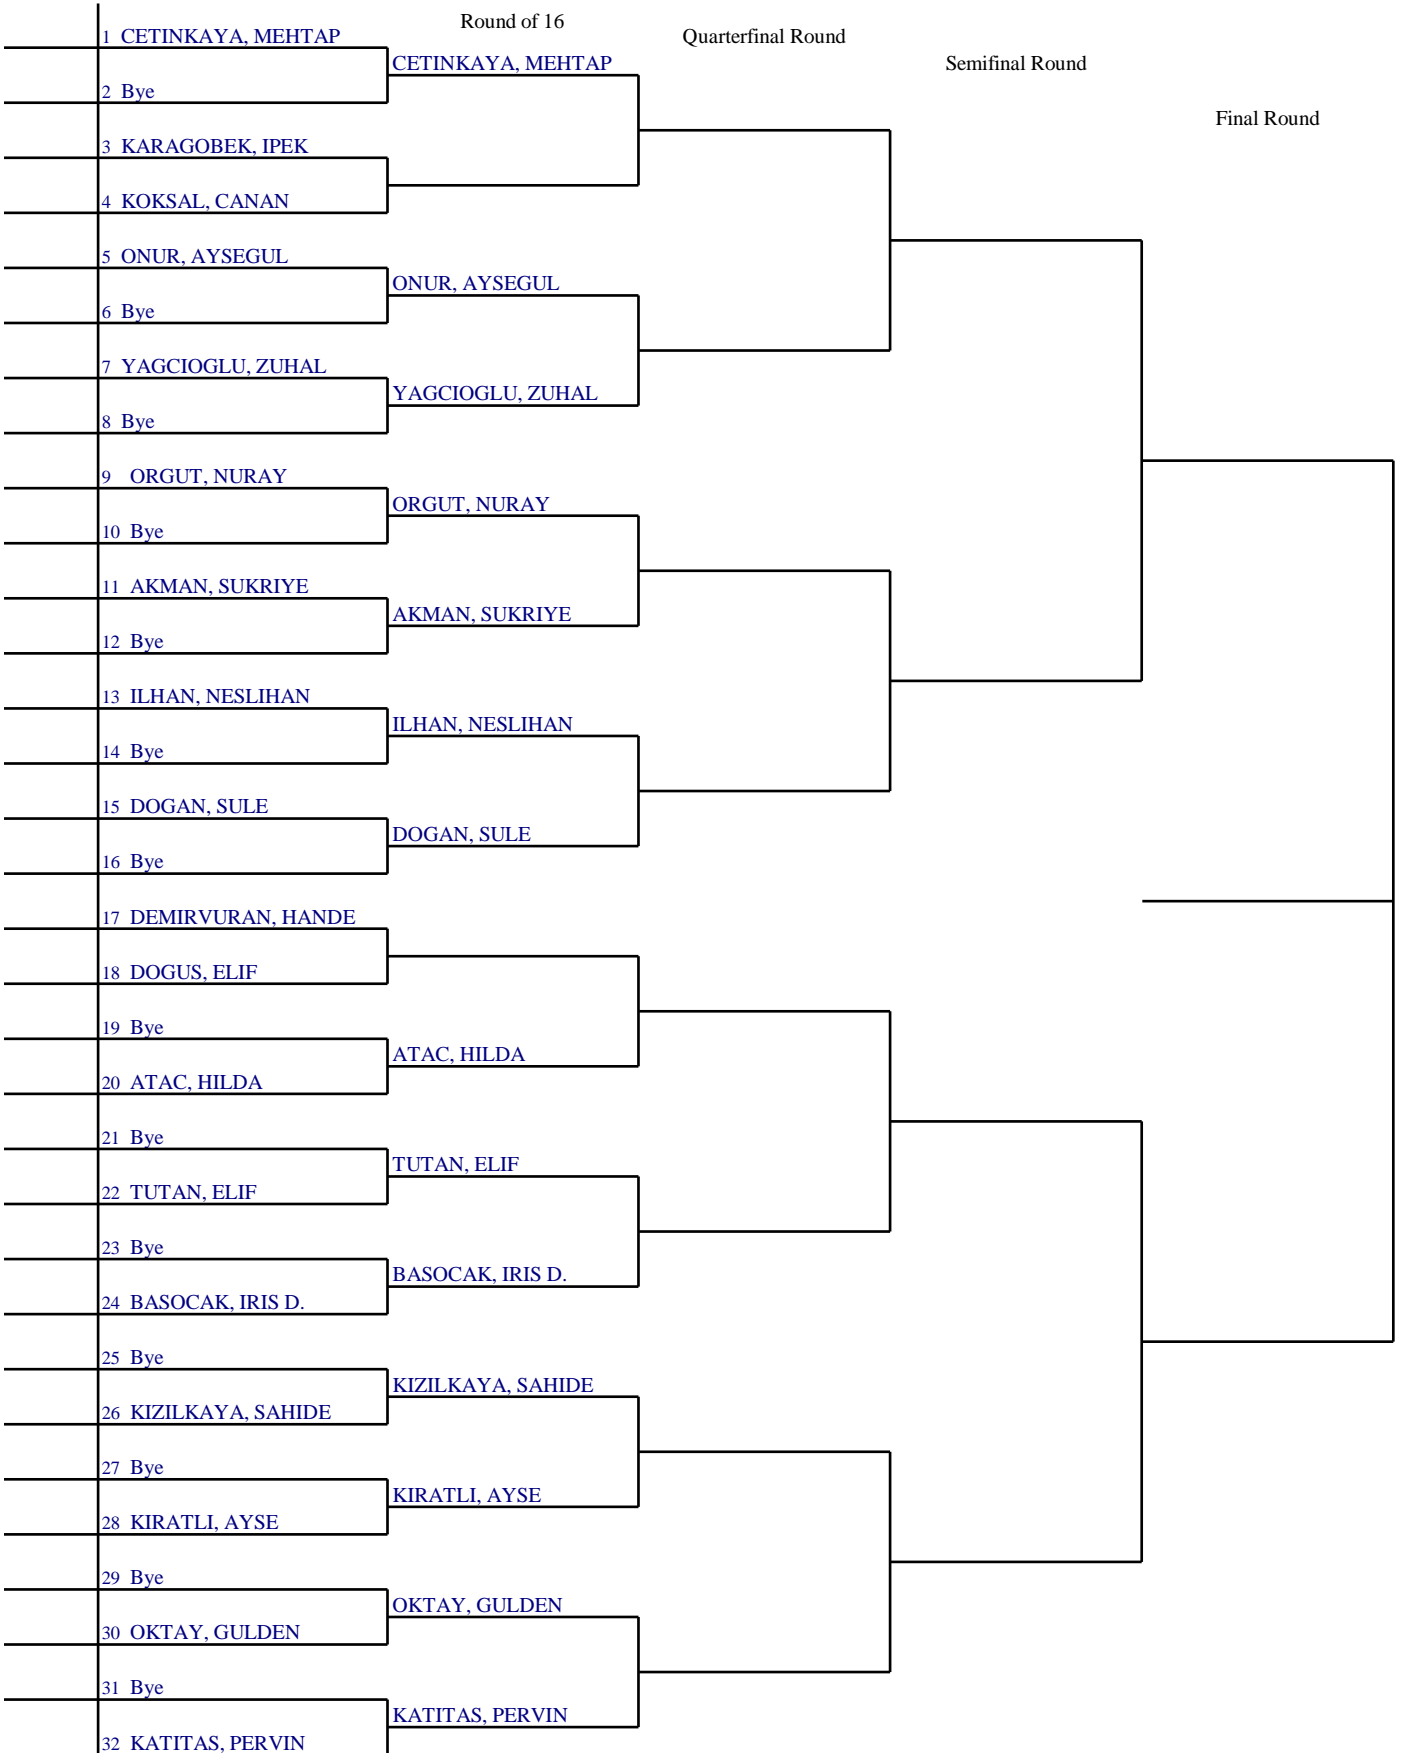 Round of 16
Quarterfinal Round
Semifinal Round
Final Round
1 CETINKAYA, MEHTAP
CETINKAYA, MEHTAP
2 Bye
3 KARAGOBEK, IPEK
4 KOKSAL, CANAN
5 ONUR, AYSEGUL
ONUR, AYSEGUL
6 Bye
7 YAGCIOGLU, ZUHAL
YAGCIOGLU, ZUHAL
8 Bye
9 ORGUT, NURAY
ORGUT, NURAY
10 Bye
11 AKMAN, SUKRIYE
AKMAN, SUKRIYE
12 Bye
13 ILHAN, NESLIHAN
ILHAN, NESLIHAN
14 Bye
15 DOGAN, SULE
DOGAN, SULE
16 Bye
17 DEMIRVURAN, HANDE
18 DOGUS, ELIF
19 Bye
ATAC, HILDA
20 ATAC, HILDA
21 Bye
TUTAN, ELIF
22 TUTAN, ELIF
23 Bye
BASOCAK, IRIS D.
24 BASOCAK, IRIS D.
25 Bye
KIZILKAYA, SAHIDE
26 KIZILKAYA, SAHIDE
27 Bye
KIRATLI, AYSE
28 KIRATLI, AYSE
29 Bye
OKTAY, GULDEN
30 OKTAY, GULDEN
31 Bye
KATITAS, PERVIN
32 KATITAS, PERVIN